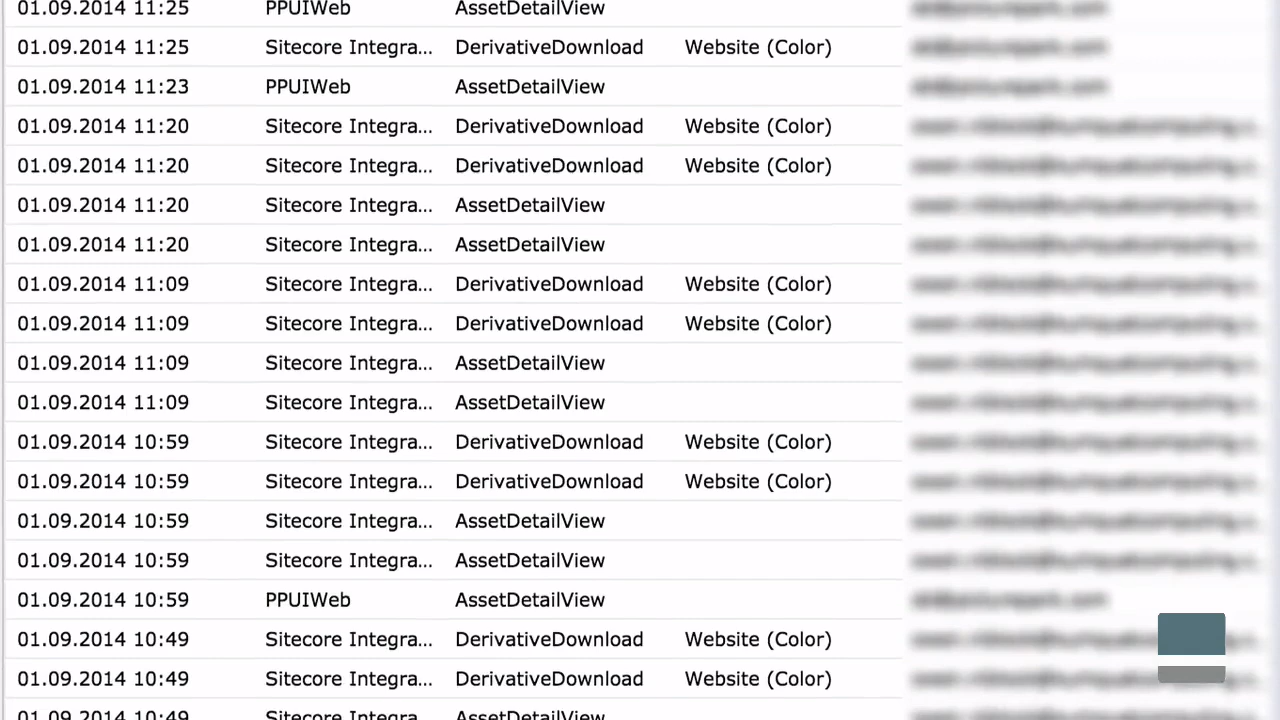 01.09.2014 11:25 PPUIWeb AssetDetailView
01.09.2014 11:25 Sitecore Integra... DerivativeDownload Website (Color)
01.09.2014 11:23 PPUIWeb AssetDetailView
01.09.2014 11:20 Sitecore Integra... DerivativeDownload Website (Color)
01.09.2014 11:20 Sitecore Integra... DerivativeDownload Website (Color)
01.09.2014 11:20 Sitecore Integra... AssetDetailView
01.09.2014 11:20 Sitecore Integra... AssetDetailView
01.09.2014 11:09 Sitecore Integra... DerivativeDownload Website (Color)
01.09.2014 11:09 Sitecore Integra... DerivativeDownload Website (Color)
01.09.2014 11:09 Sitecore Integra... AssetDetailView
01.09.2014 11:09 Sitecore Integra... AssetDetailView
01.09.2014 10:59 Sitecore Integra... DerivativeDownload Website (Color)
01.09.2014 10:59 Sitecore Integra... DerivativeDownload Website (Color)
01.09.2014 10:59 Sitecore Integra... AssetDetailView
01.09.2014 10:59 Sitecore Integra... AssetDetailView
01.09.2014 10:59 PPUIWeb AssetDetailView
01.09.2014 10:49 Sitecore Integra... DerivativeDownload Website (Color)
01.09.2014 10:49 Sitecore Integra... DerivativeDownload Website (Color)
01.09.2014 10:49 Sitecore Integra... AssetDetailView